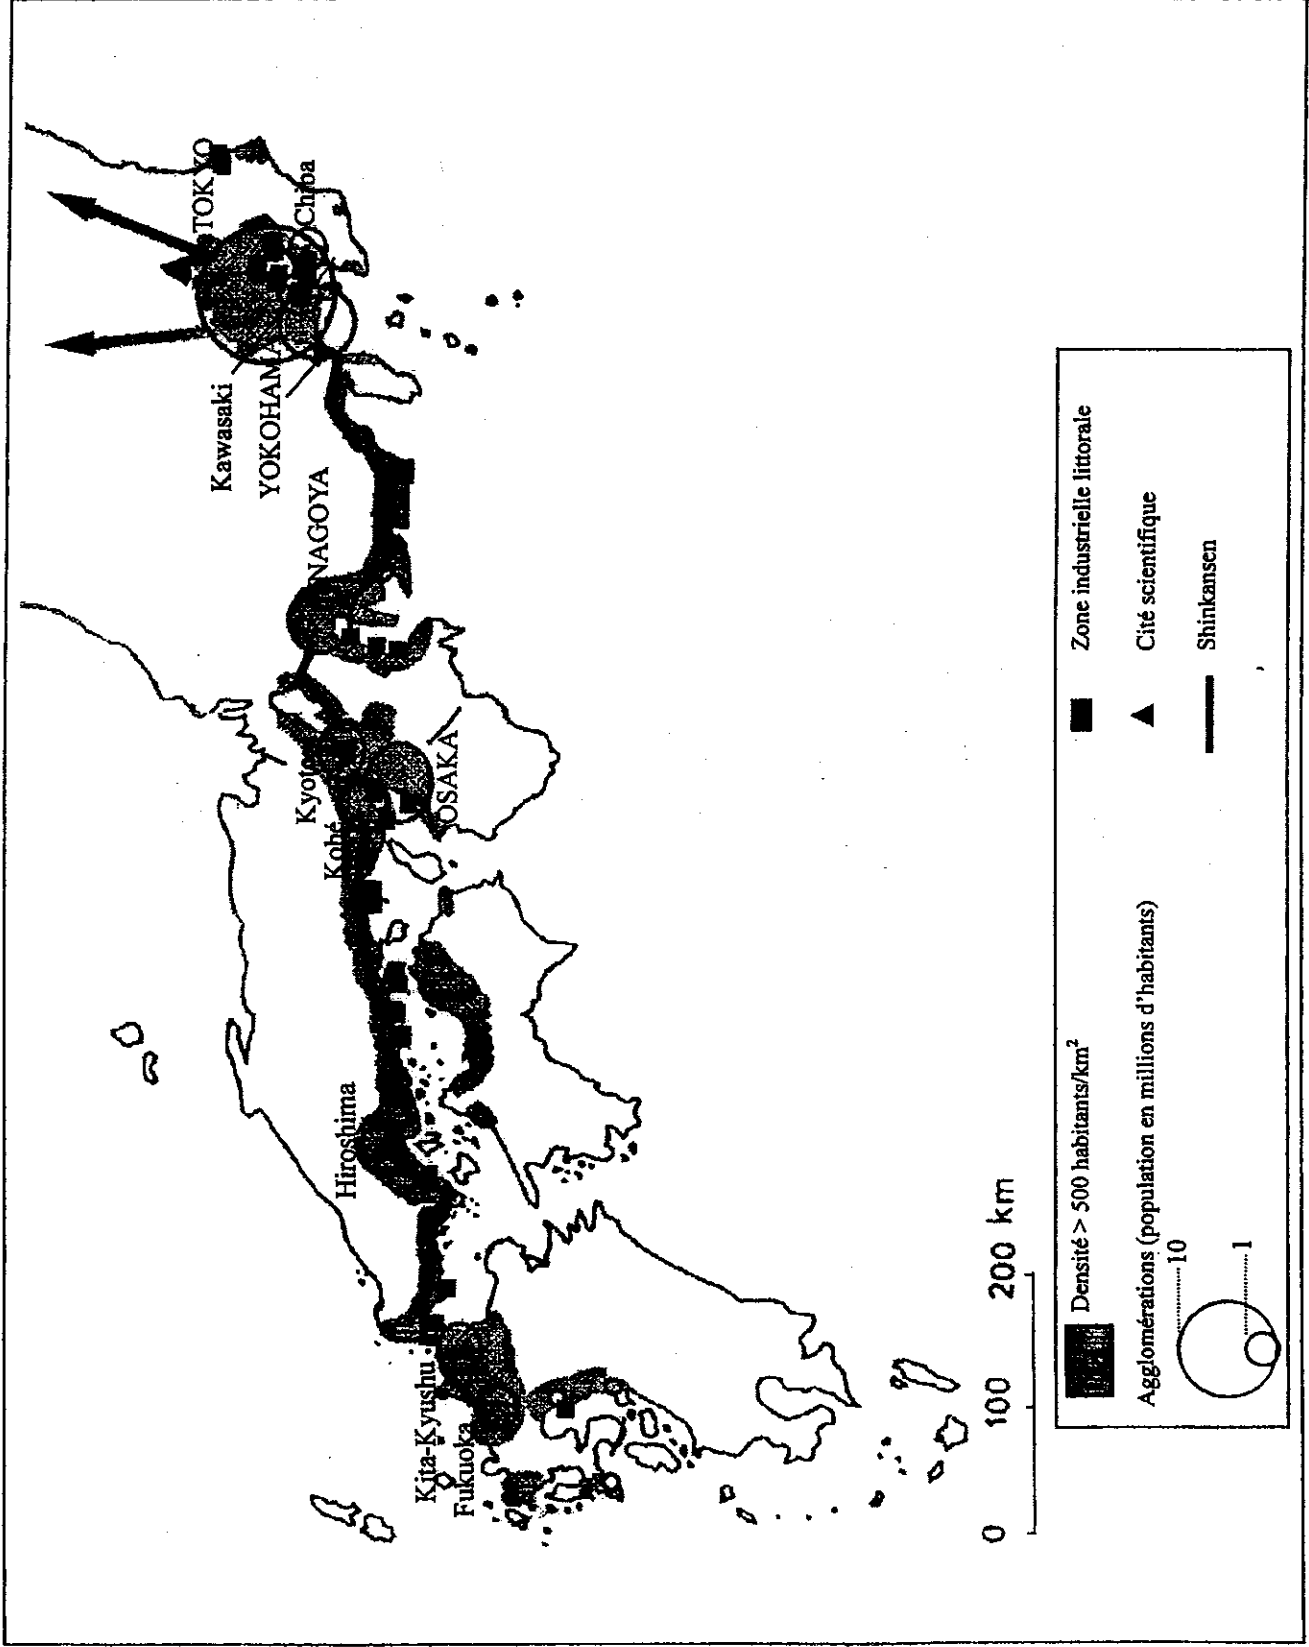 TOKYO
Chiba
Kawasaki
YOKOHAMA
NAGOYA
Kyoto
Kobé
OSAKA
Hiroshima
Kita-Kyushu
Fukuoka
0 100 200 km
Densité > 500 habitants/km²
Agglomérations (population en millions d'habitants)
10
1
Zone industrielle littorale
Cité scientifique
Shinkansen